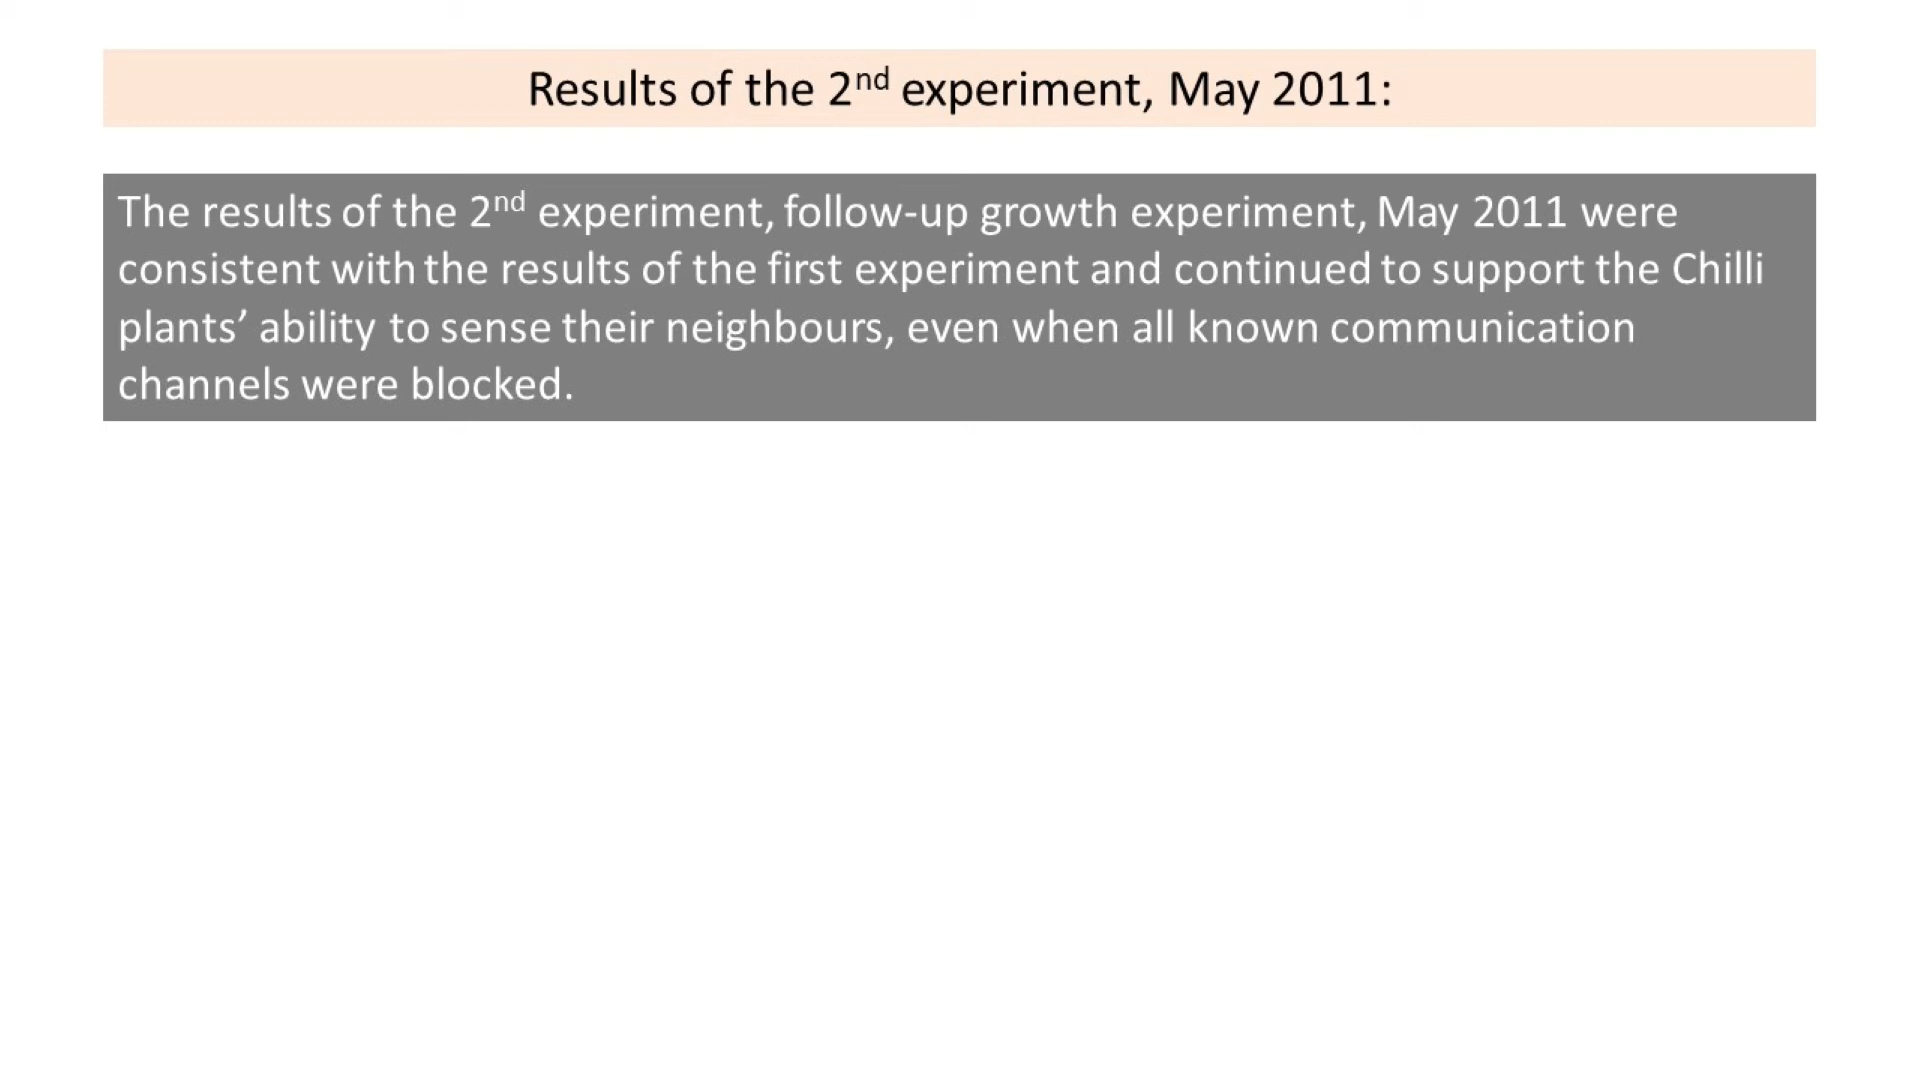 Results of the 2nd experiment, May 2011:
The results of the 2nd experiment, follow-up growth experiment, May 2011 were
consistent with the results of the first experiment and continued to support the Chilli
plants’ ability to sense their neighbours, even when all known communication
channels were blocked.